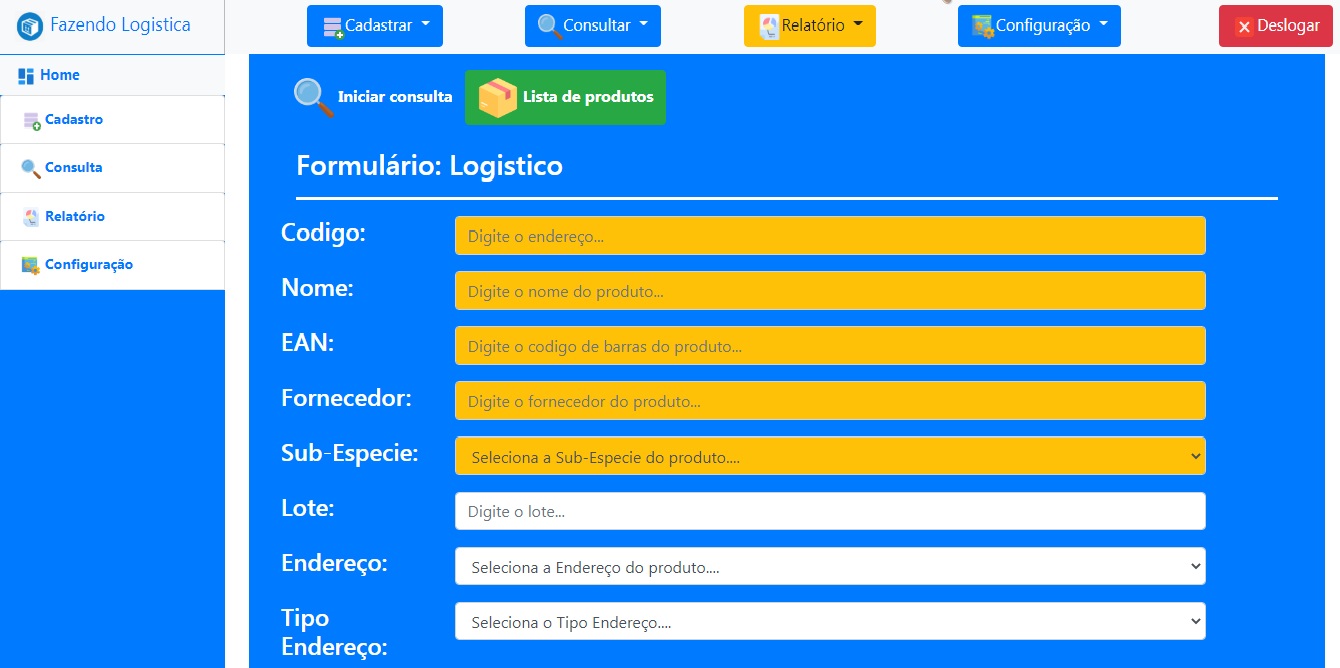 Fazendo Logistica
Cadastrar
Consultar
Relatório
Configuração
Deslogar
Home
Cadastro
Consulta
Relatório
Configuração
Iniciar consulta
Lista de produtos
Formulário: Logistico
Codigo:
Digite o endereço...
Nome:
Digite o nome do produto...
EAN:
Digite o codigo de barras do produto...
Fornecedor:
Digite o fornecedor do produto...
Sub-Especie:
Seleciona a Sub-Especie do produto....
Lote:
Digite o lote...
Endereço:
Seleciona a Endereço do produto....
Tipo
Endereço:
Seleciona o Tipo Endereço....